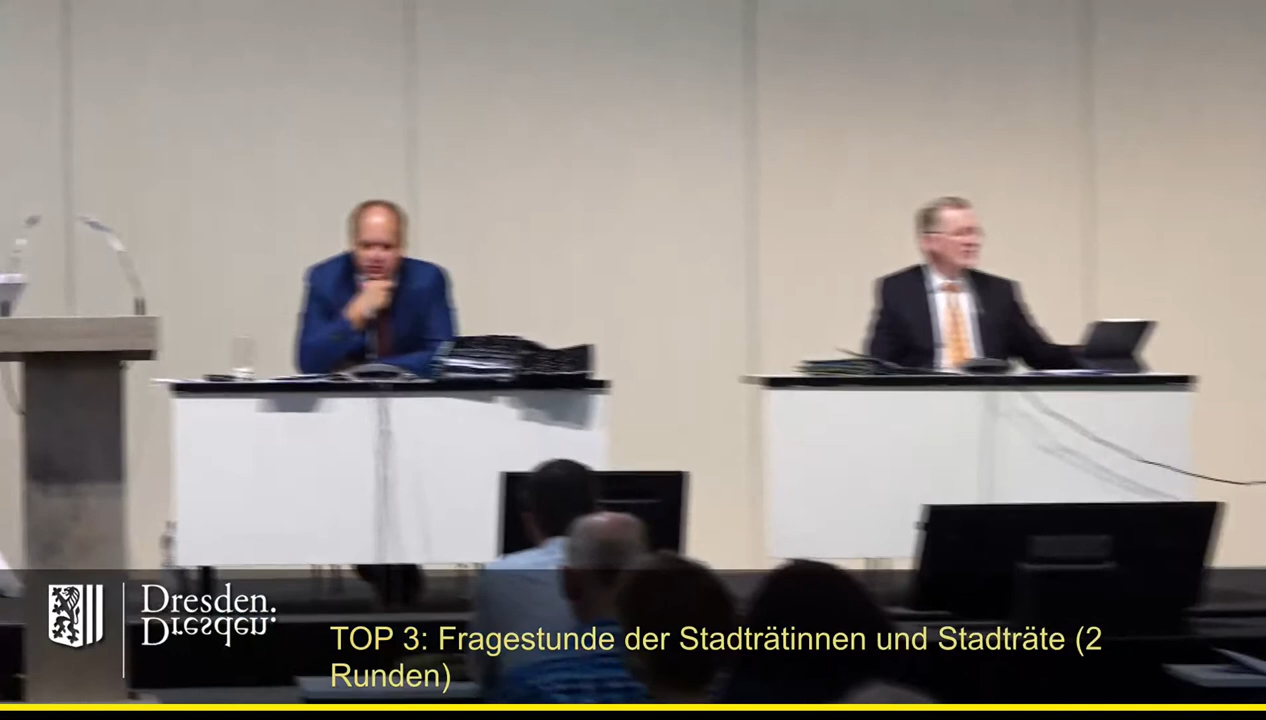 Dresden.
Dresden.
TOP 3: Fragestunde der Stadträtinnen und Stadträte (2
Runden)